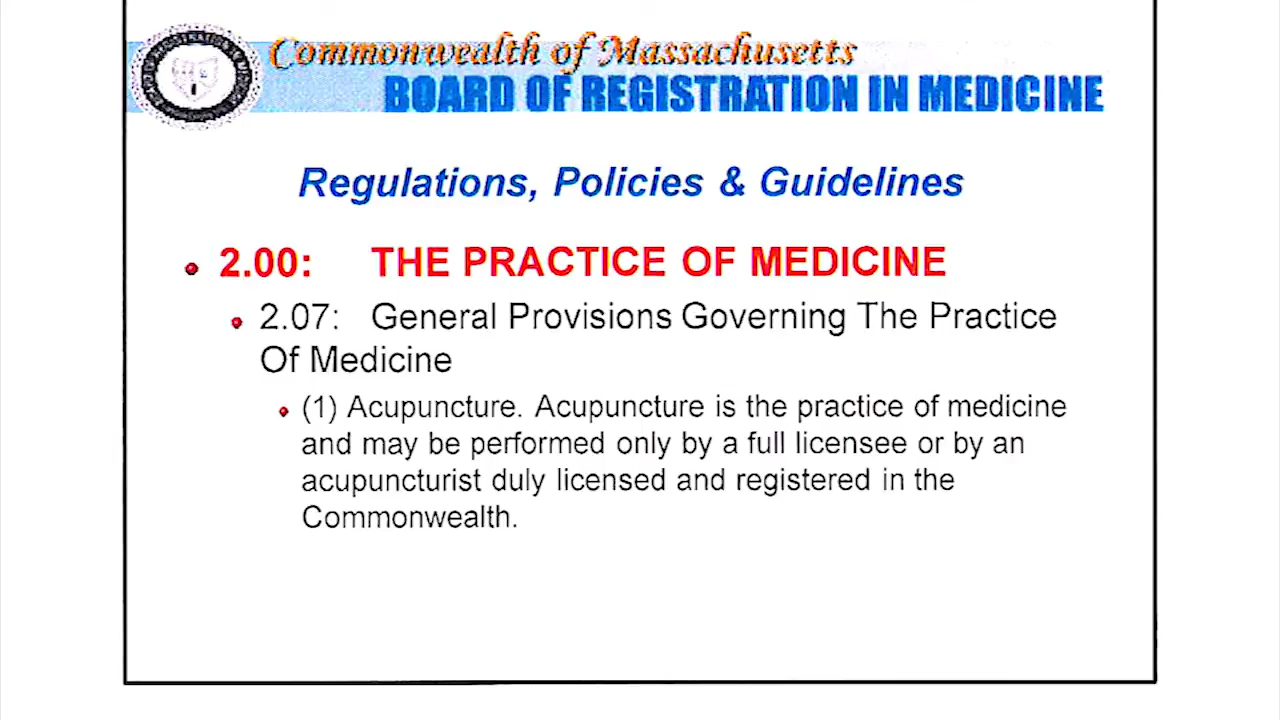 Commonwealth of Massachusetts
BOARD OF REGISTRATION IN MEDICINE
Regulations, Policies & Guidelines
2.00: THE PRACTICE OF MEDICINE
2.07: General Provisions Governing The Practice
Of Medicine
(1) Acupuncture. Acupuncture is the practice of medicine
and may be performed only by a full licensee or by an
acupuncturist duly licensed and registered in the
Commonwealth.